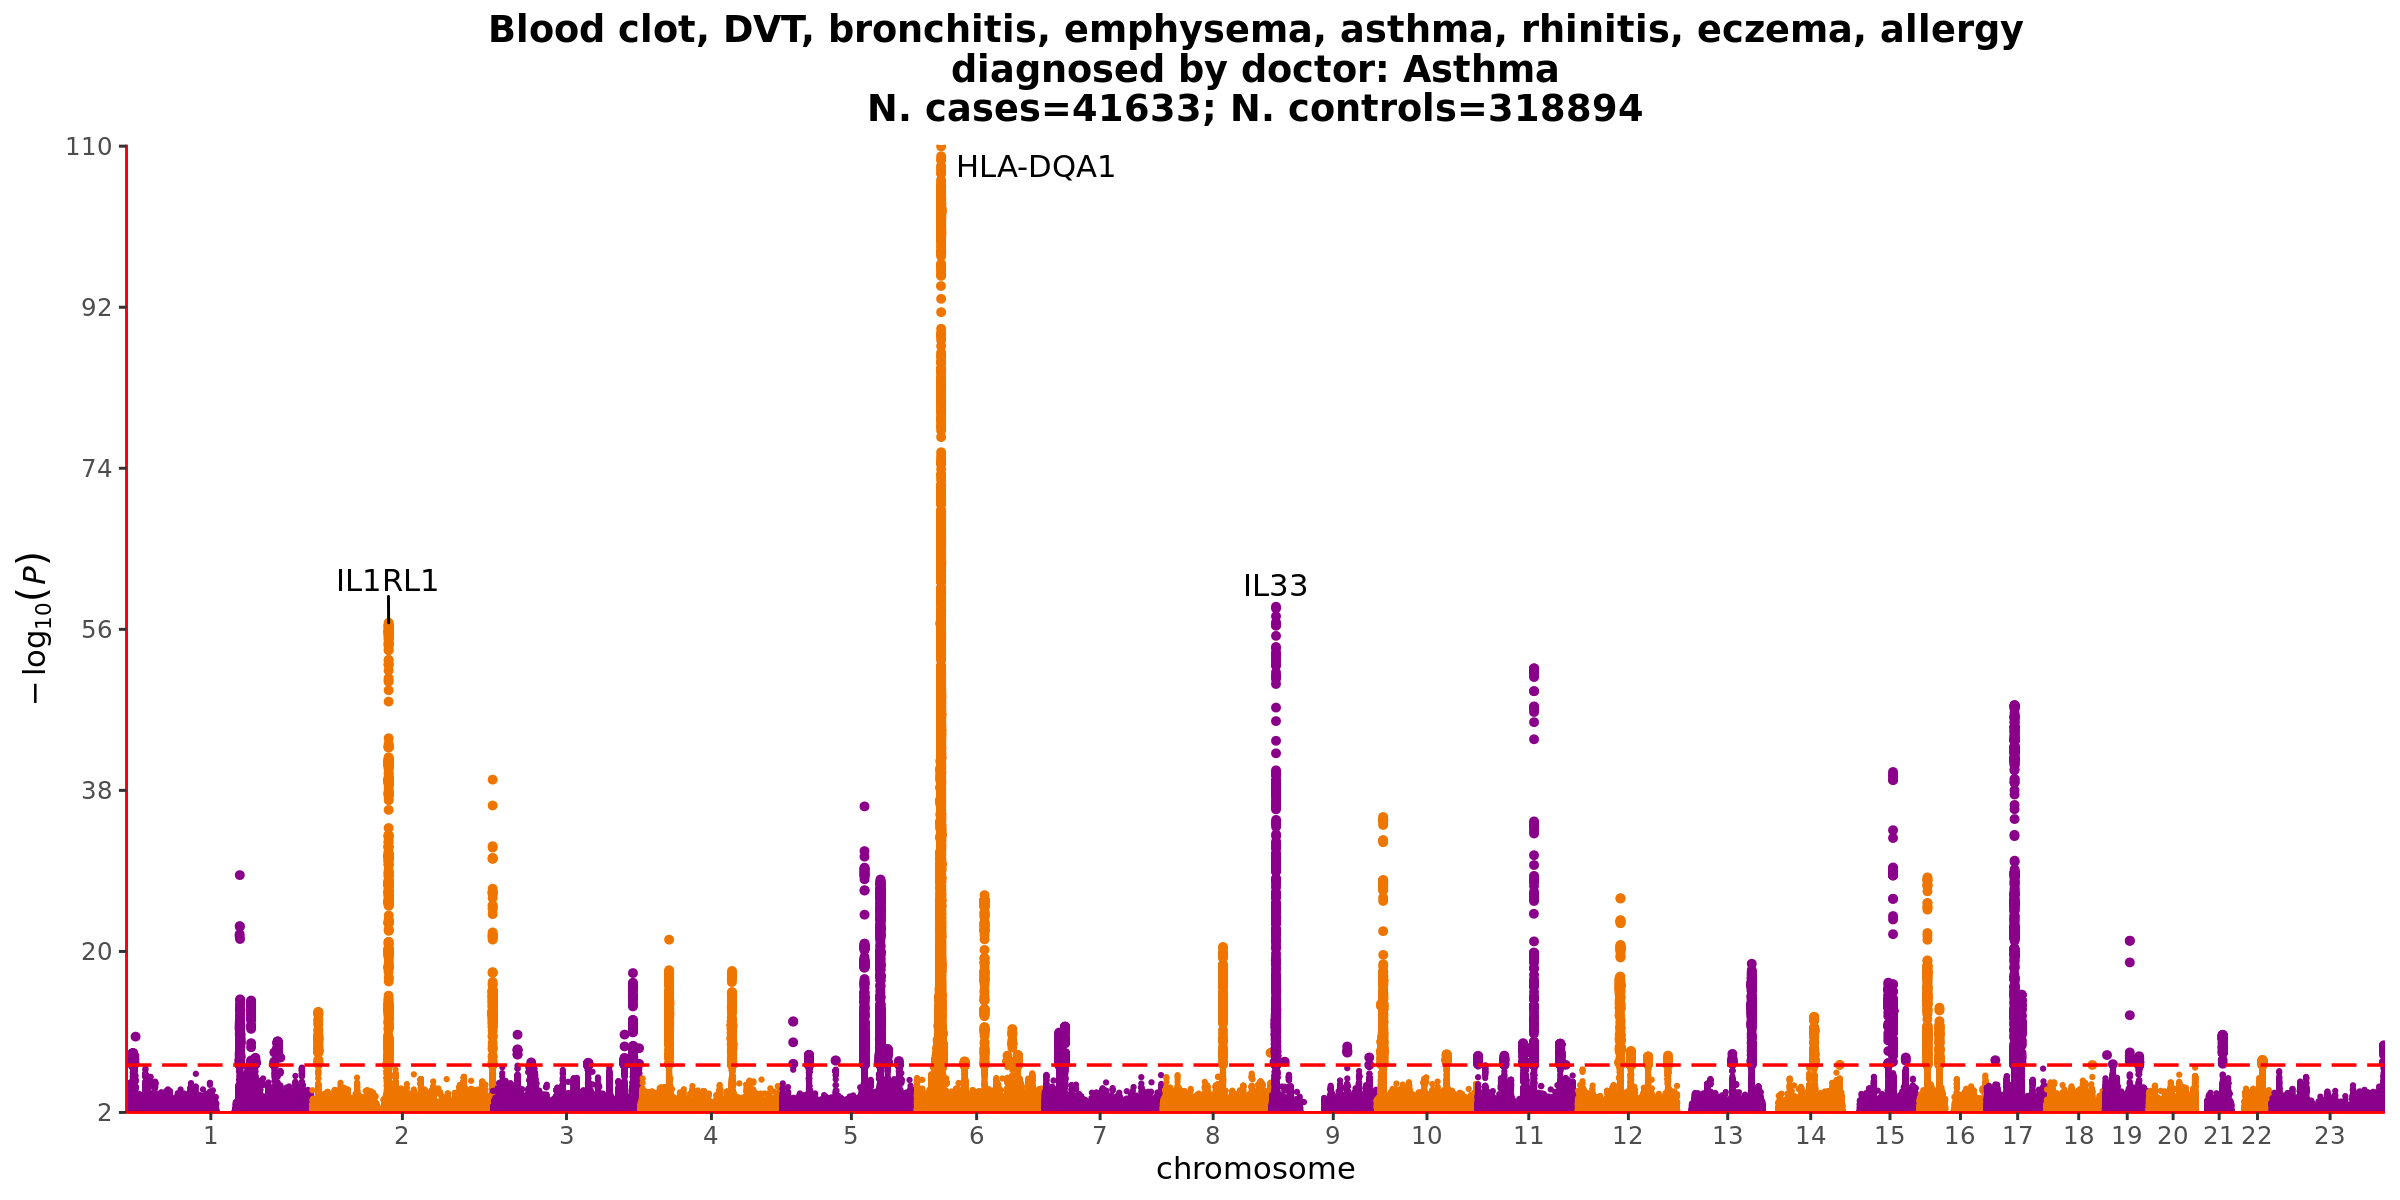 Blood clot, DVT, bronchitis, emphysema, asthma, rhinitis, eczema, allergy
diagnosed by doctor: Asthma
N. cases=41633; N. controls=318894
110
HLA-DQA1
92
74
IL1RL1
IL33
56
−log10(P)
38
20
2
1 2 3 4 5 6 7 8 9 10 11 12 13 14 15 16 17 18 19 20 21 22 23
chromosome